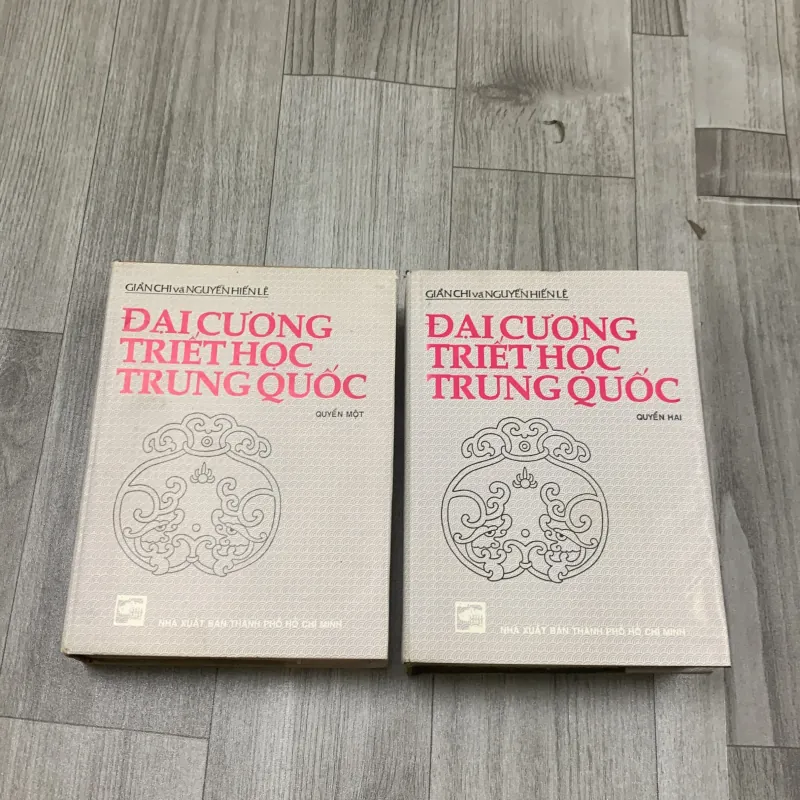 GIẢN CHI và NGUYỄN HIẾN LÊ
ĐẠI CƯƠNG
TRIẾT HỌC
TRUNG QUỐC
QUYỂN MỘT
NHÀ XUẤT BẢN THÀNH PHỐ HỒ CHÍ MINH
GIẢN CHI và NGUYỄN HIẾN LÊ
ĐẠI CƯƠNG
TRIẾT HỌC
TRUNG QUỐC
QUYỂN HAI
NHÀ XUẤT BẢN THÀNH PHỐ HỒ CHÍ MINH